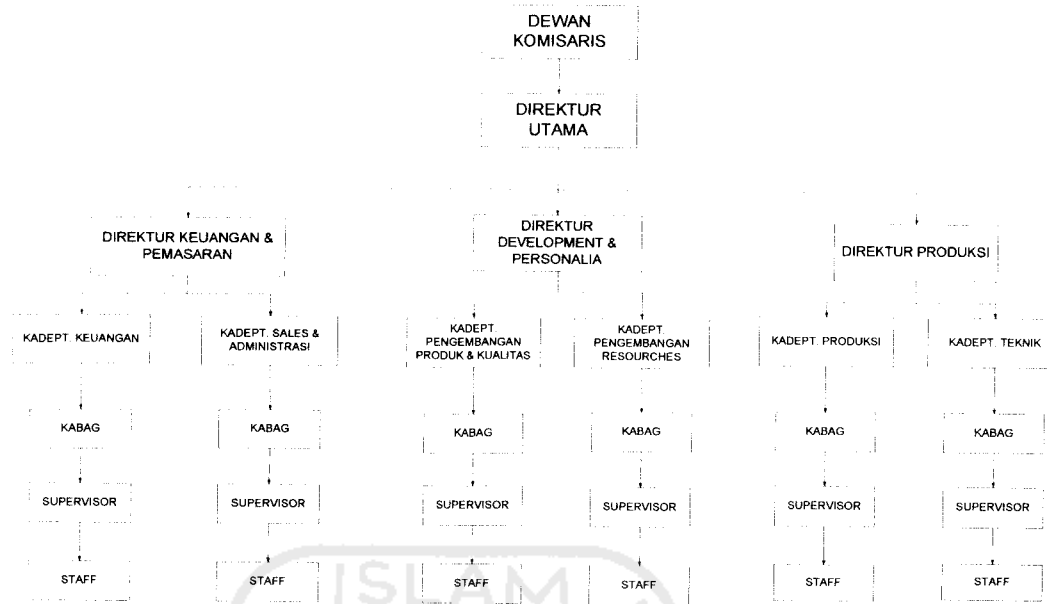 DEWAN
KOMISARIS
DIREKTUR
UTAMA
DIREKTUR KEUANGAN &
PEMASARAN
DIREKTUR
DEVELOPMENT &
PERSONALIA
DIREKTUR PRODUKSI
KADEPT. KEUANGAN
KADEPT. SALES &
ADMINISTRASI
KADEPT.
PENGEMBANGAN
PRODUK & KUALITAS
KADEPT.
PENGEMBANGAN
RESOURCHES
KADEPT. PRODUKSI
KADEPT. TEKNIK
KABAG
KABAG
KABAG
KABAG
KABAG
KABAG
SUPERVISOR
SUPERVISOR
SUPERVISOR
SUPERVISOR
SUPERVISOR
SUPERVISOR
STAFF
STAFF
STAFF
STAFF
STAFF
STAFF
ISLAM